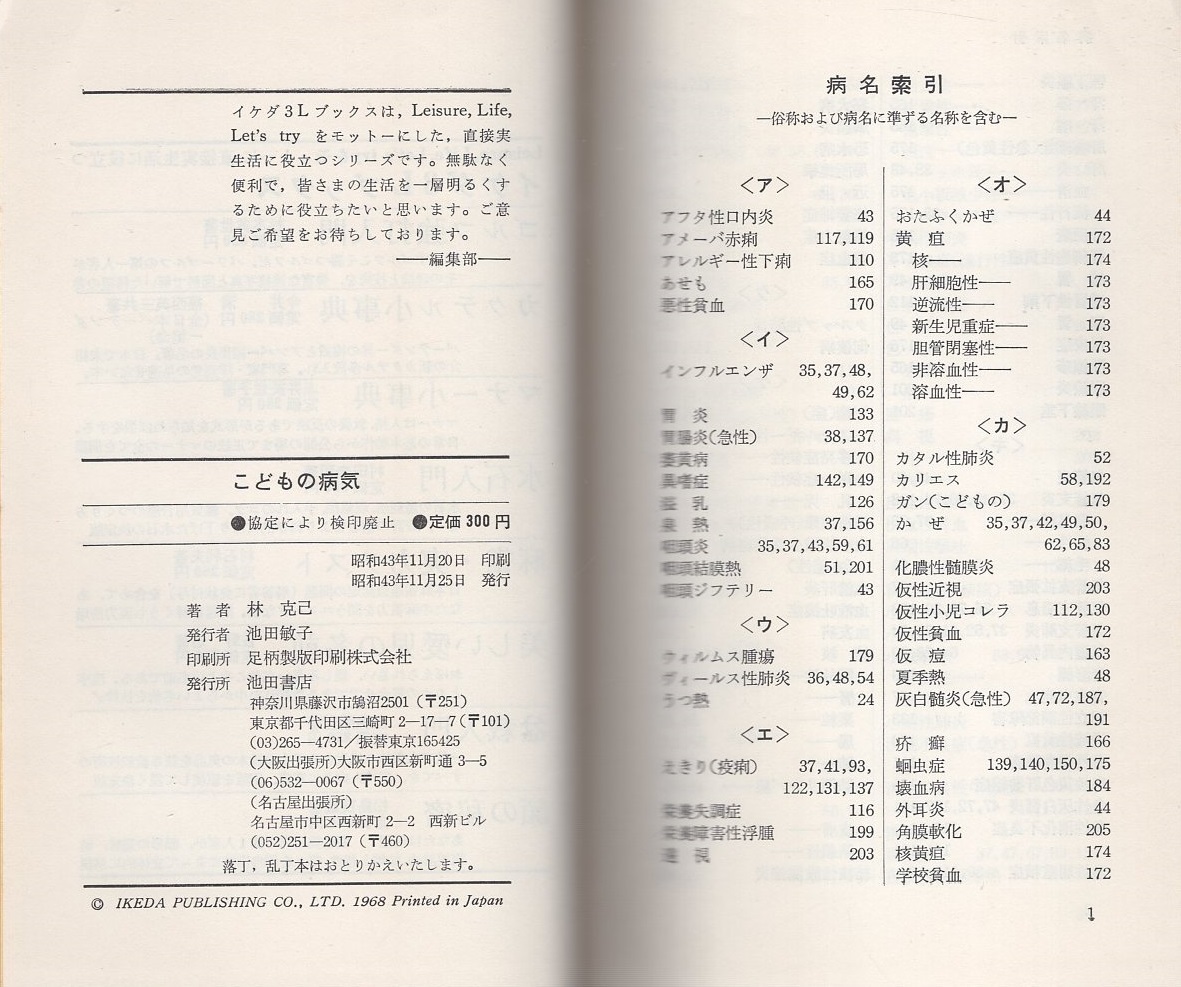 イケダ3Lブックスは，Leisure, Life,
Let's try をモットーにした，直接実
生活に役立つシリーズです。無駄なく
便利で，皆さまの生活を一層明るくす
るために役立ちたいと思います。ご意
見ご希望をお待ちしております。
——編集部——
こどもの病気
●協定により検印廃止 ●定価 300 円
昭和43年11月20日 印刷
昭和43年11月25日 発行
著 者 林 克己
発行者 池田敏子
印刷所 足柄製版印刷株式会社
発行所 池田書店
神奈川県藤沢市鵠沼2501（〒251）
東京都千代田区三崎町 2—17—7（〒101）
(03)265—4731／振替東京165425
(大阪出張所)大阪市西区新町通 3—5
(06)532—0067（〒550）
(名古屋出張所)
名古屋市中区西新町 2—2 西新ビル
(052)251—2017（〒460）
落丁，乱丁本はおとりかえいたします。
© IKEDA PUBLISHING CO., LTD. 1968 Printed in Japan
病名索引
—俗称および病名に準ずる名称を含む—
＜ア＞
アフタ性口内炎 43
アメーバ赤痢 117,119
アレルギー性下痢 110
あせも 165
悪性貧血 170
＜イ＞
インフルエンザ 35,37,48,
49,62
胃 炎 133
胃腸炎(急性) 38,137
萎黄病 170
異嗜症 142,149
溢 乳 126
泉 熱 37,156
咽頭炎 35,37,43,59,61
咽頭結膜熱 51,201
咽頭ジフテリー 43
＜ウ＞
ウィルムス腫瘍 179
ヴィールス性肺炎 36,48,54
うつ熱 24
＜エ＞
えきり(疫痢) 37,41,93,
122,131,137
栄養失調症 116
栄養障害性浮腫 199
遠 視 203
＜オ＞
おたふくかぜ 44
黄 疸 172
核—— 174
肝細胞性—— 173
逆流性—— 173
新生児重症—— 173
胆管閉塞性—— 173
非溶血性—— 173
溶血性—— 173
＜カ＞
カタル性肺炎 52
カリエス 58,192
ガン(こどもの) 179
か ぜ 35,37,42,49,50,
62,65,83
化膿性髄膜炎 48
仮性近視 203
仮性小児コレラ 112,130
仮性貧血 172
仮 痘 163
夏季熱 48
灰白髄炎(急性) 47,72,187,
191
疥 癬 166
蛔虫症 139,140,150,175
壊血病 184
外耳炎 44
角膜軟化 205
核黄疸 174
学校貧血 172
1